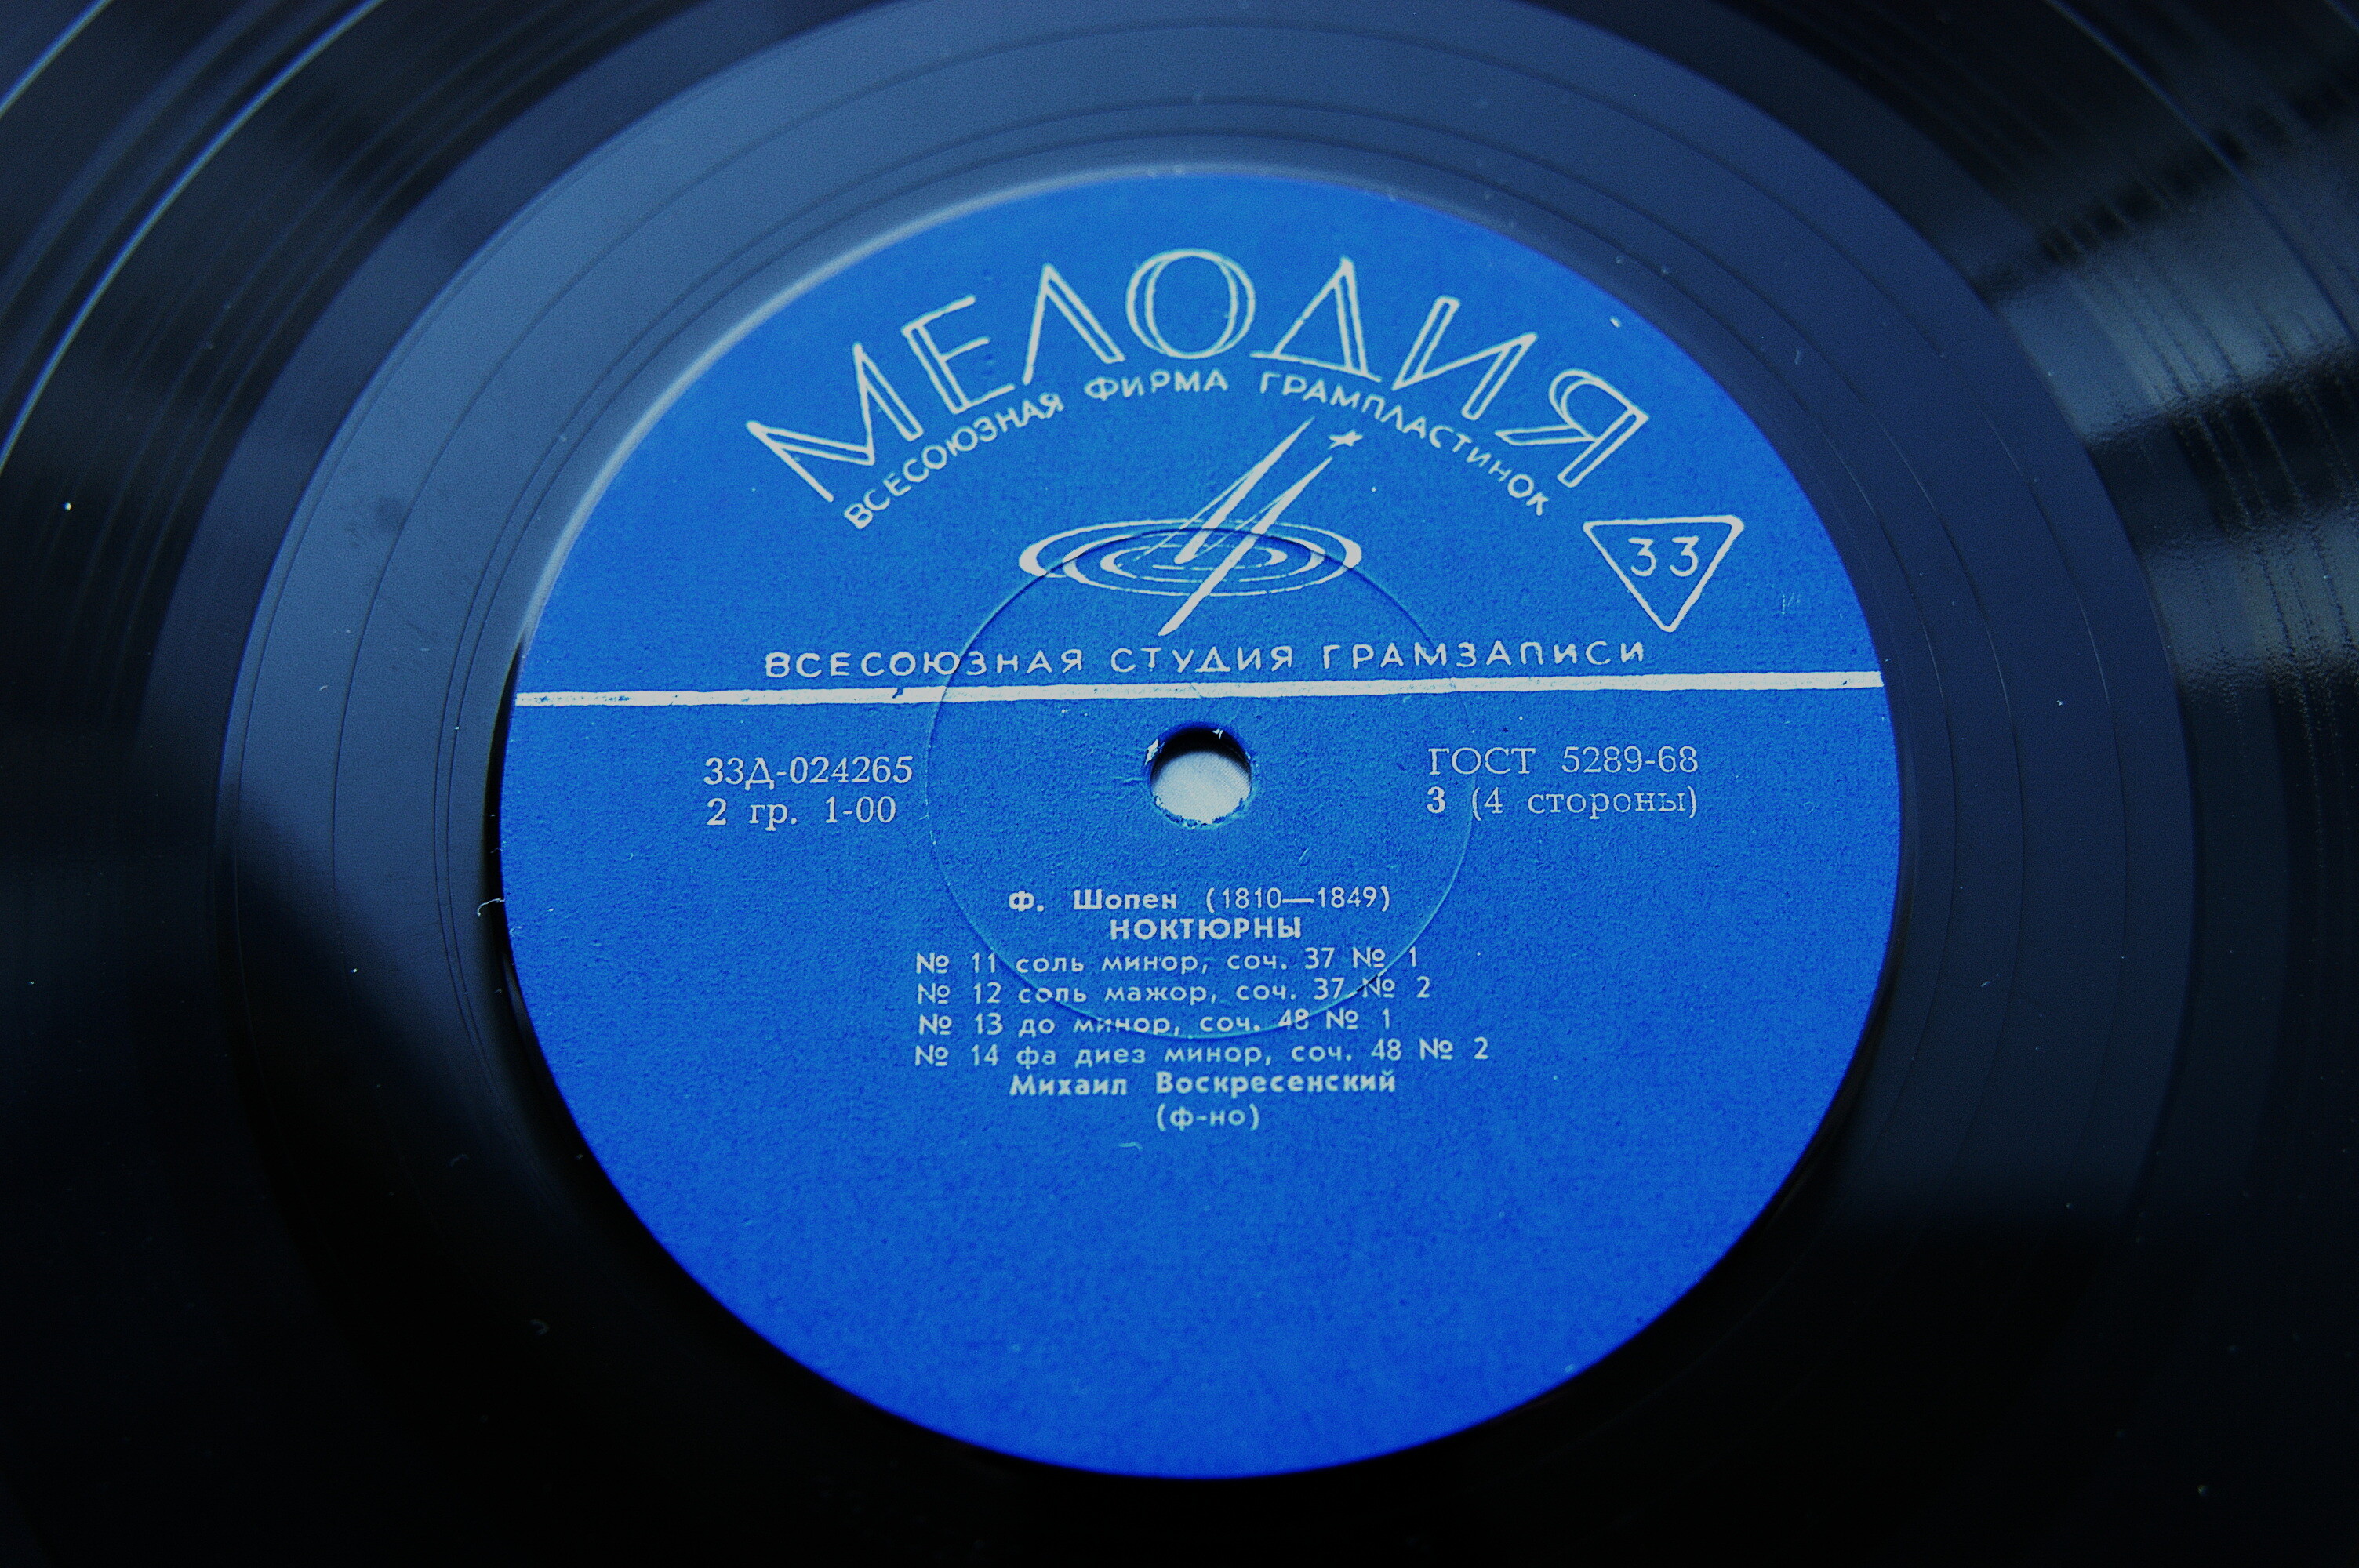 МЕЛОДИЯ
ВСЕСОЮЗНАЯ ФИРМА ГРАМПЛАСТИНОК
33
ВСЕСОЮЗНАЯ СТУДИЯ ГРАМЗАПИСИ
33Д-024265
2 гр. 1-00
ГОСТ 5289-68
3 (4 стороны)
Ф. Шопен (1810—1849)
НОКТЮРНЫ
№ 11 соль минор, соч. 37 № 1
№ 12 соль мажор, соч. 37 № 2
№ 13 до минор, соч. 48 № 1
№ 14 фа диез минор, соч. 48 № 2
Михаил Воскресенский
(ф-но)